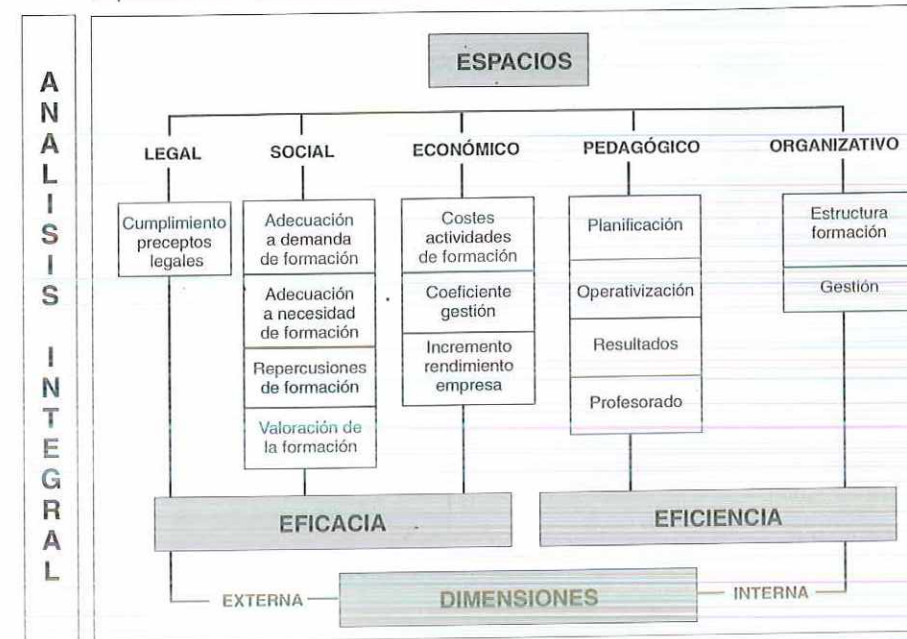 ANALISIS INTEGRAL
ESPACIOS
LEGAL
SOCIAL
ECONÓMICO
PEDAGÓGICO
ORGANIZATIVO
Cumplimiento
preceptos
legales
Adecuación
a demanda
de formación
Adecuación
a necesidad
de formación
Repercusiones
de formación
Valoración de
la formación
Costes
actividades
de formación
Coeficiente
gestión
Incremento
rendimiento
empresa
Planificación
Operativización
Resultados
Profesorado
Estructura
formación
Gestión
EFICACIA
EFICIENCIA
EXTERNA
DIMENSIONES
INTERNA